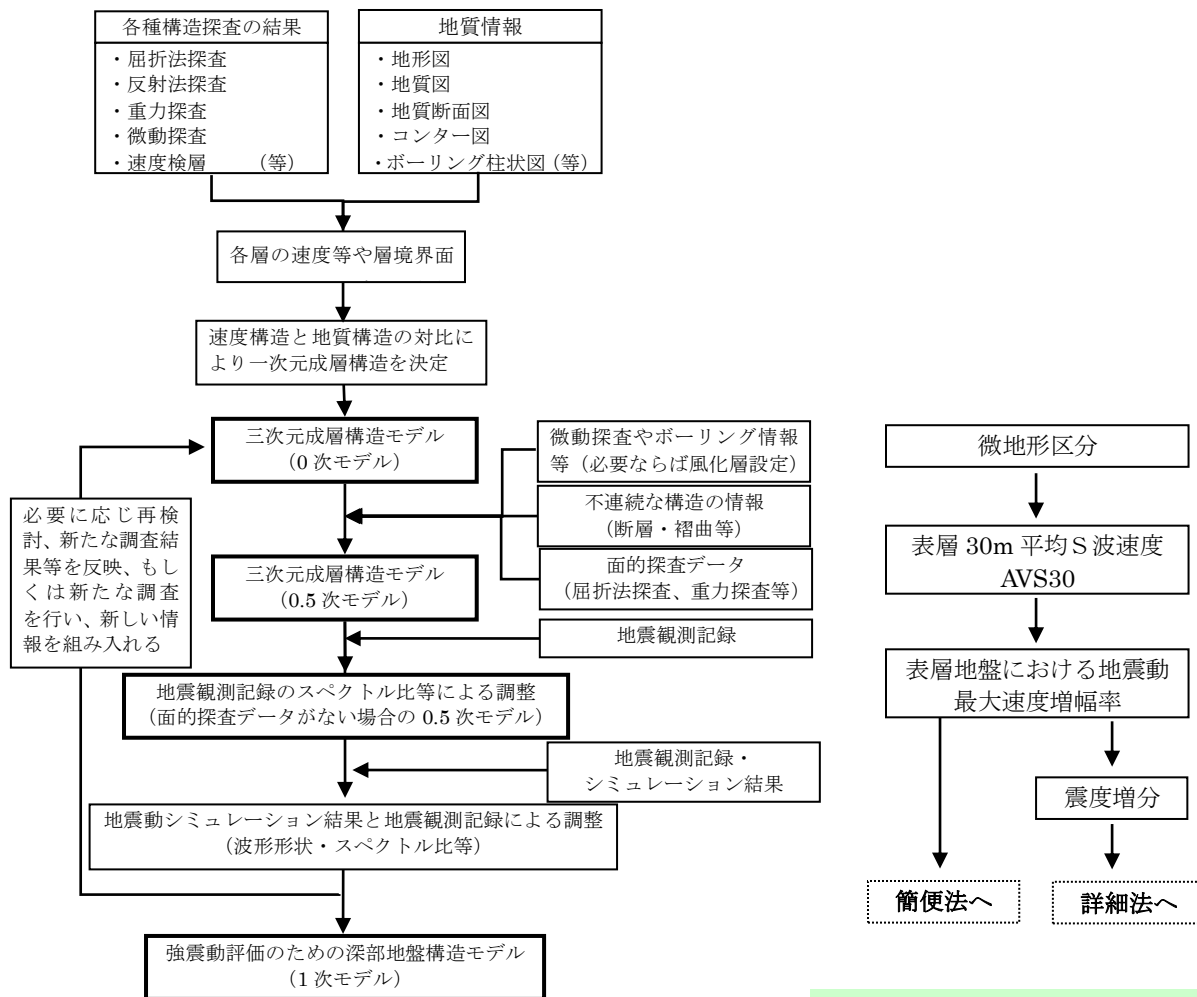 各種構造探査の結果
・屈折法探査
・反射法探査
・重力探査
・微動探査
・速度検層 (等)
地質情報
・地形図
・地質図
・地質断面図
・コンター図
・ボーリング柱状図 (等)
各層の速度等や層境界面
速度構造と地質構造の対比に
より一次元成層構造を決定
三次元成層構造モデル
(0 次モデル)
微動探査やボーリング情報
等（必要ならば風化層設定）
不連続な構造の情報
（断層・褶曲等）
面的探査データ
（屈折法探査、重力探査等）
必要に応じ再検
討、新たな調査結
果等を反映、もし
くは新たな調査
を行い、新しい情
報を組み入れる
三次元成層構造モデル
(0.5 次モデル)
地震観測記録
地震観測記録のスペクトル比等による調整
（面的探査データがない場合の 0.5 次モデル）
地震観測記録・
シミュレーション結果
地震動シミュレーション結果と地震観測記録による調整
（波形形状・スペクトル比等）
強震動評価のための深部地盤構造モデル
（1 次モデル）
微地形区分
表層 30m 平均Ｓ波速度
AVS30
表層地盤における地震動
最大速度増幅率
震度増分
簡便法へ
詳細法へ